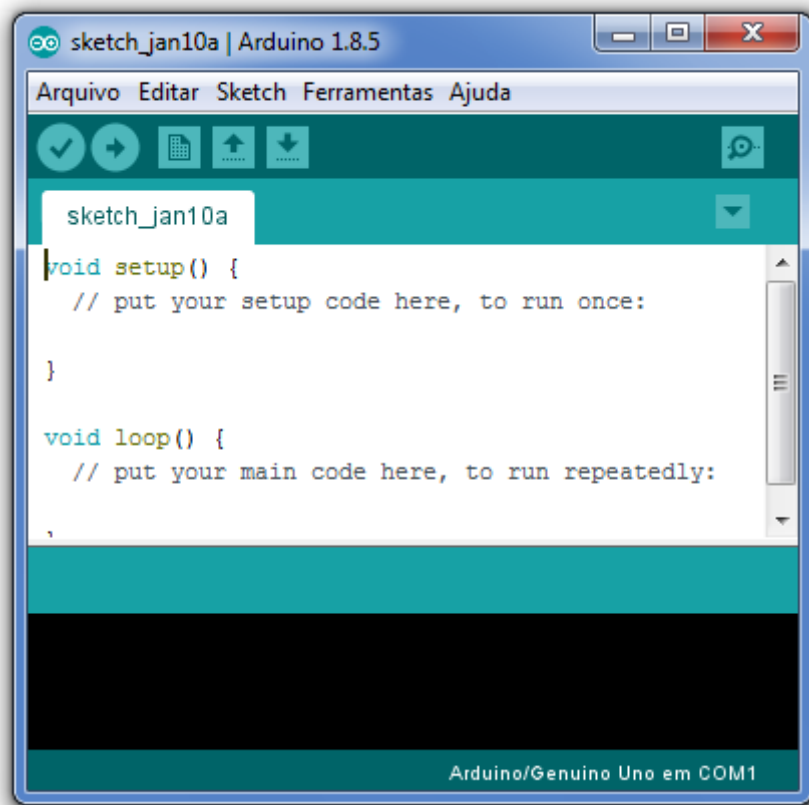 sketch_jan10a | Arduino 1.8.5
Arquivo Editar Sketch Ferramentas Ajuda
sketch_jan10a
void setup() {
  // put your setup code here, to run once:
}
void loop() {
  // put your main code here, to run repeatedly:
}
Arduino/Genuino Uno em COM1